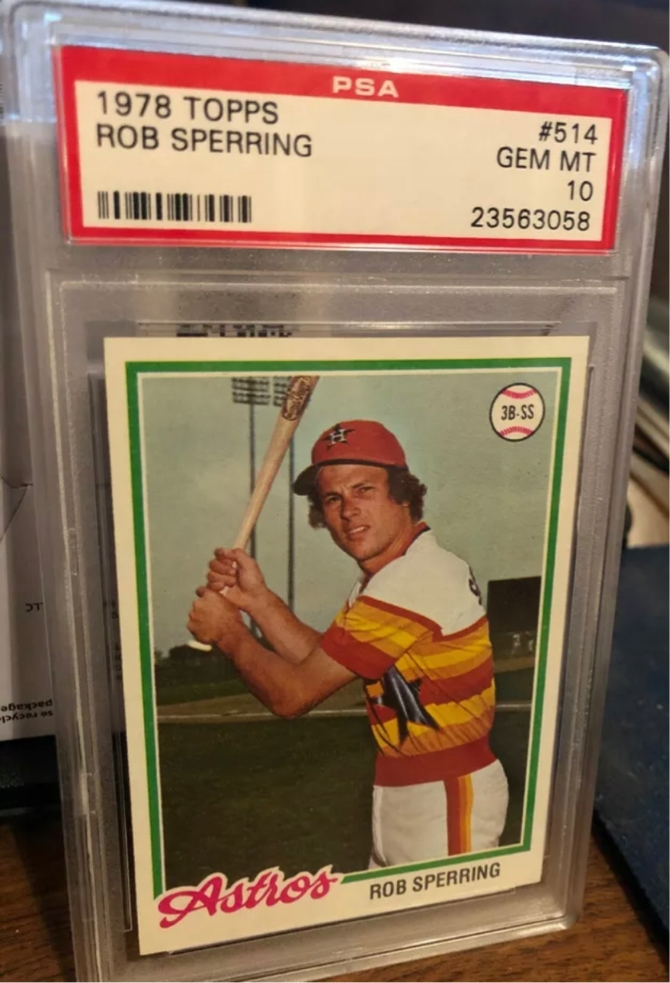 PSA
1978 TOPPS
ROB SPERRING
#514
GEM MT
10
23563058
3B-SS
H
Astros
ROB SPERRING